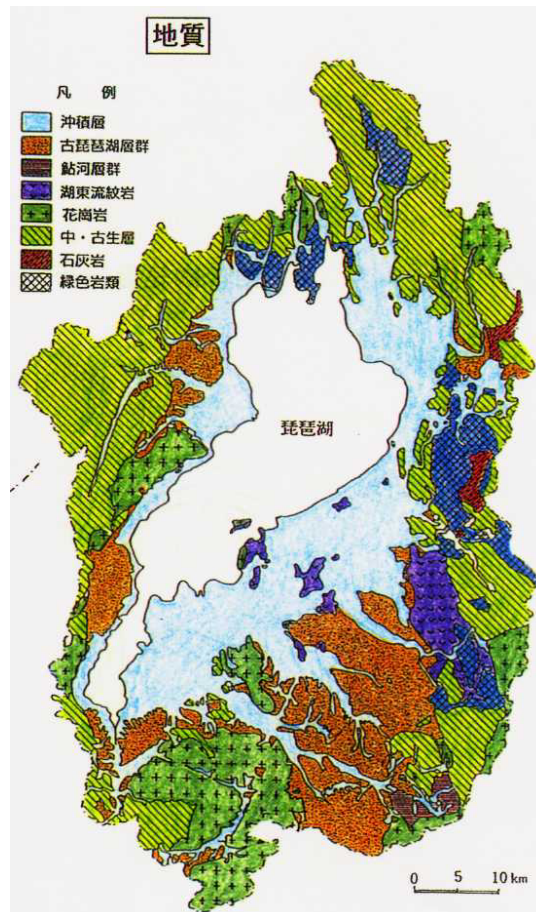 地質
凡 例
沖積層
古琵琶湖層群
鮎河層群
湖東流紋岩
花崗岩
中・古生層
石灰岩
緑色岩類
琵琶湖
0 5 10 km